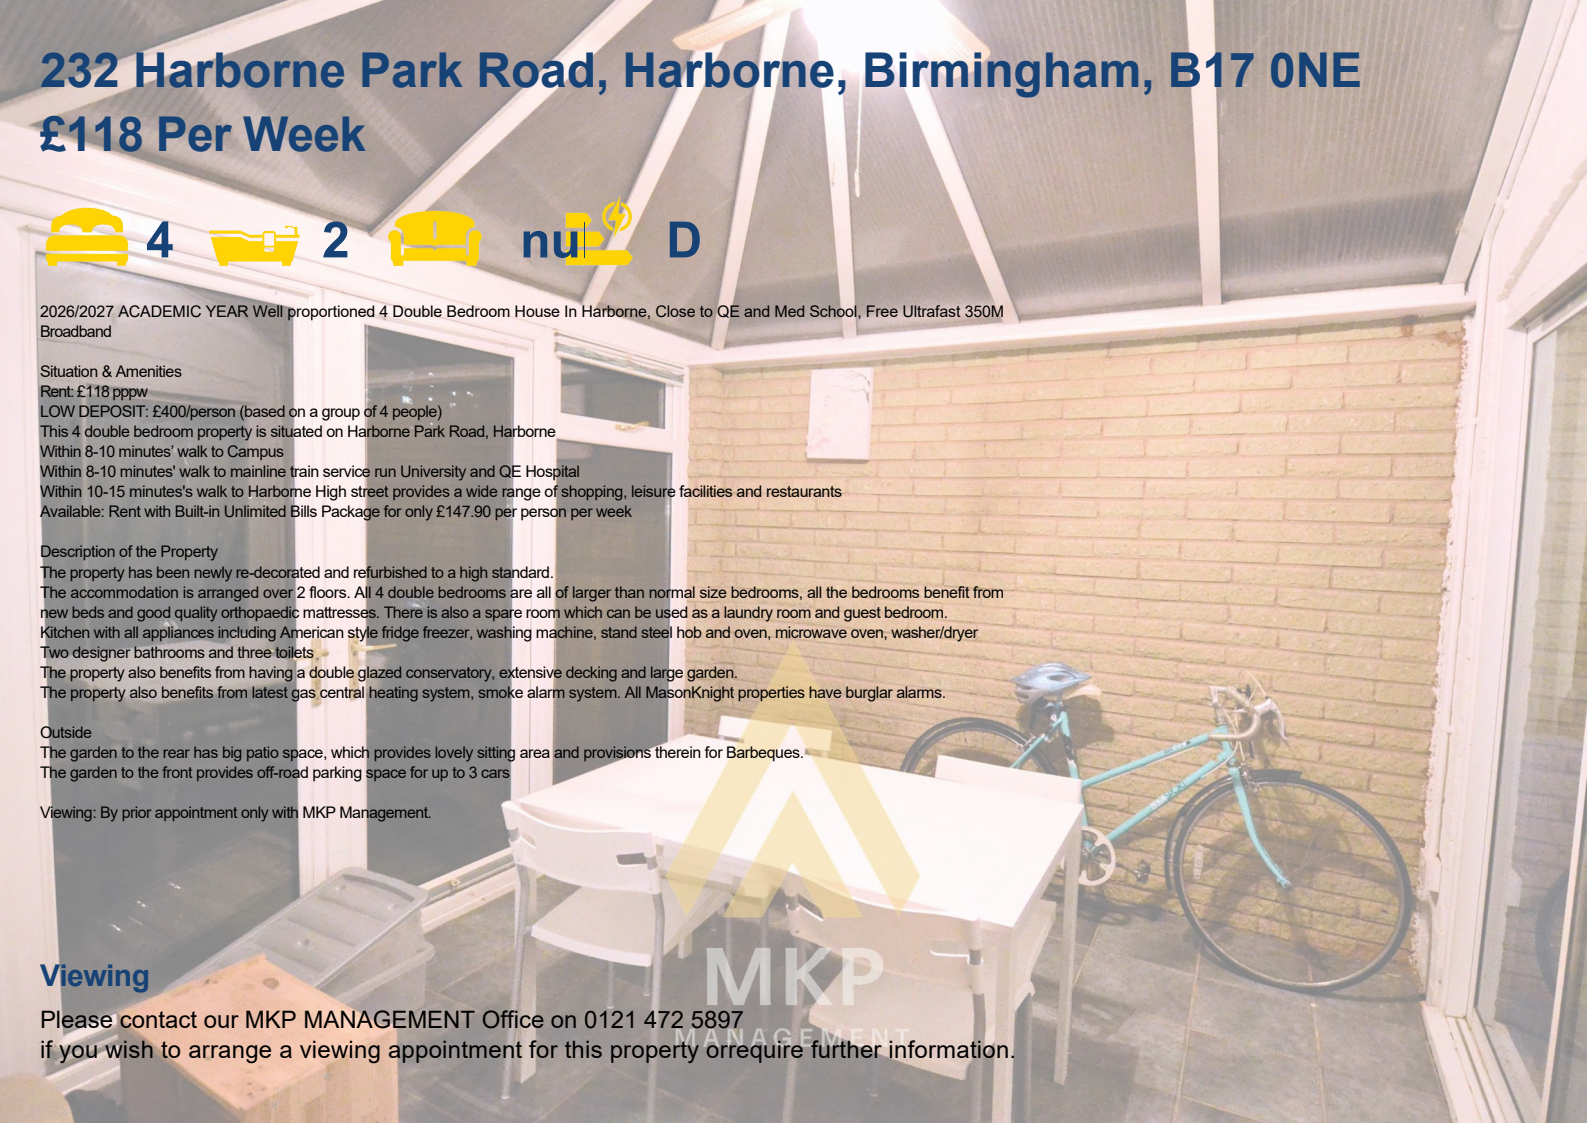 232 Harborne Park Road, Harborne, Birmingham, B17 0NE
£118 Per Week
4 2 nul D
2026/2027 ACADEMIC YEAR Well proportioned 4 Double Bedroom House In Harborne, Close to QE and Med School, Free Ultrafast 350M
Broadband
Situation & Amenities
Rent: £118 pppw
LOW DEPOSIT: £400/person (based on a group of 4 people)
This 4 double bedroom property is situated on Harborne Park Road, Harborne
Within 8-10 minutes' walk to Campus
Within 8-10 minutes' walk to mainline train service run University and QE Hospital
Within 10-15 minutes's walk to Harborne High street provides a wide range of shopping, leisure facilities and restaurants
Available: Rent with Built-in Unlimited Bills Package for only £147.90 per person per week
Description of the Property
The property has been newly re-decorated and refurbished to a high standard.
The accommodation is arranged over 2 floors. All 4 double bedrooms are all of larger than normal size bedrooms, all the bedrooms benefit from
new beds and good quality orthopaedic mattresses. There is also a spare room which can be used as a laundry room and guest bedroom.
Kitchen with all appliances including American style fridge freezer, washing machine, stand steel hob and oven, microwave oven, washer/dryer
Two designer bathrooms and three toilets
The property also benefits from having a double glazed conservatory, extensive decking and large garden.
The property also benefits from latest gas central heating system, smoke alarm system. All MasonKnight properties have burglar alarms.
Outside
The garden to the rear has big patio space, which provides lovely sitting area and provisions therein for Barbeques.
The garden to the front provides off-road parking space for up to 3 cars
Viewing: By prior appointment only with MKP Management.
MKP
MANAGEMENT
Viewing
Please contact our MKP MANAGEMENT Office on 0121 472 5897
if you wish to arrange a viewing appointment for this property orrequire further information.